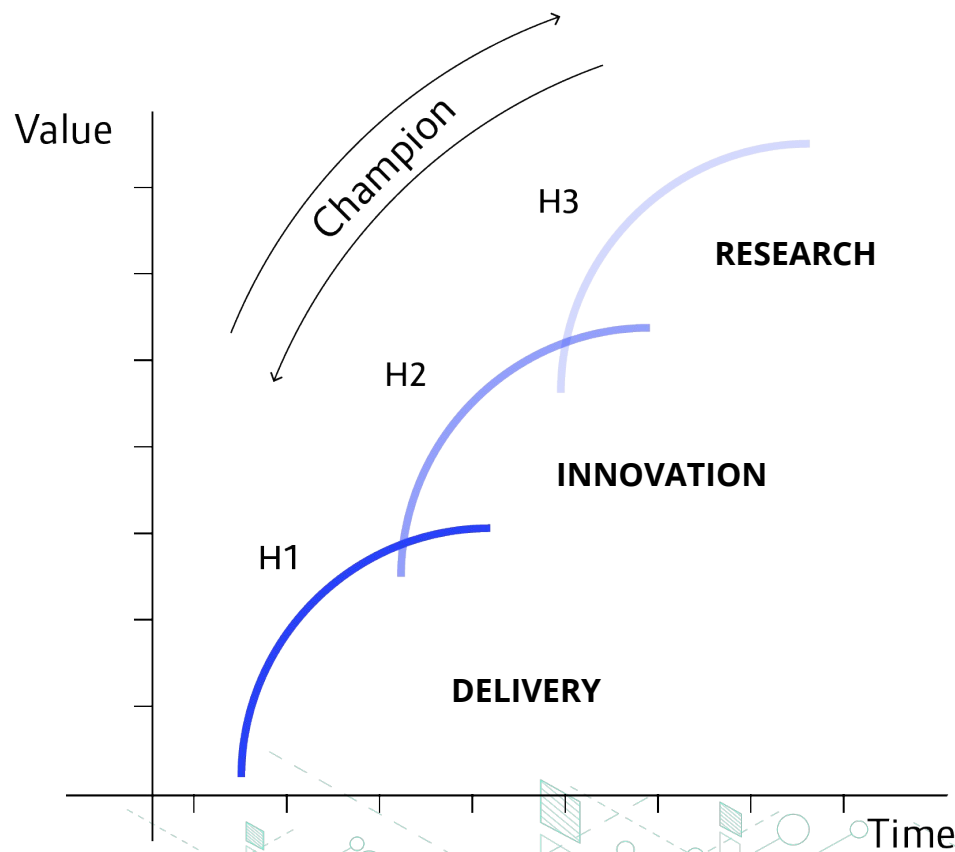 Value
Champion
H3
RESEARCH
H2
INNOVATION
H1
DELIVERY
Time